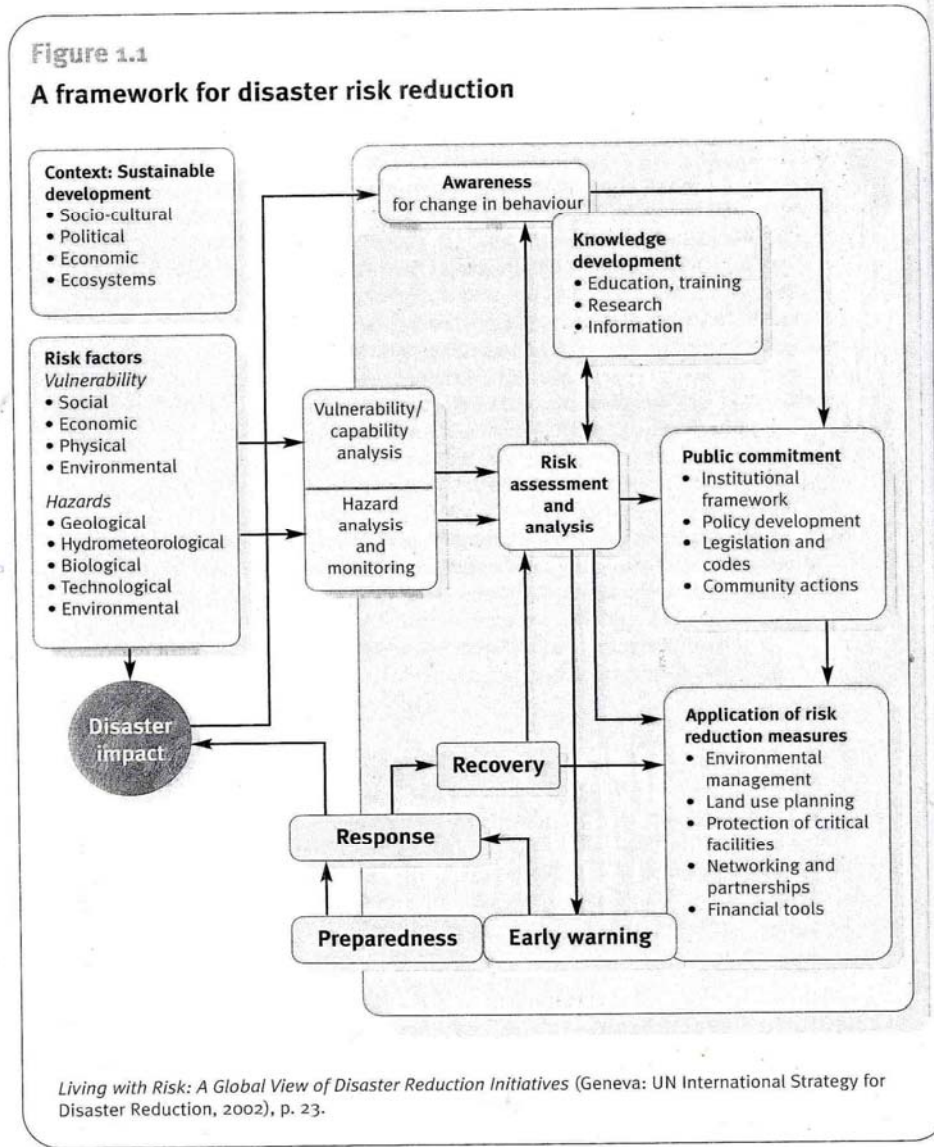 Figure 1.1
A framework for disaster risk reduction
Context: Sustainable
development
• Socio-cultural
• Political
• Economic
• Ecosystems
Risk factors
Vulnerability
• Social
• Economic
• Physical
• Environmental
Hazards
• Geological
• Hydrometeorological
• Biological
• Technological
• Environmental
Disaster
impact
Awareness
for change in behaviour
Knowledge
development
• Education, training
• Research
• Information
Vulnerability/
capability
analysis
Hazard
analysis
and
monitoring
Risk
assessment
and
analysis
Public commitment
• Institutional
framework
• Policy development
• Legislation and
codes
• Community actions
Application of risk
reduction measures
• Environmental
management
• Land use planning
• Protection of critical
facilities
• Networking and
partnerships
• Financial tools
Recovery
Response
Preparedness
Early warning
Living with Risk: A Global View of Disaster Reduction Initiatives (Geneva: UN International Strategy for
Disaster Reduction, 2002), p. 23.